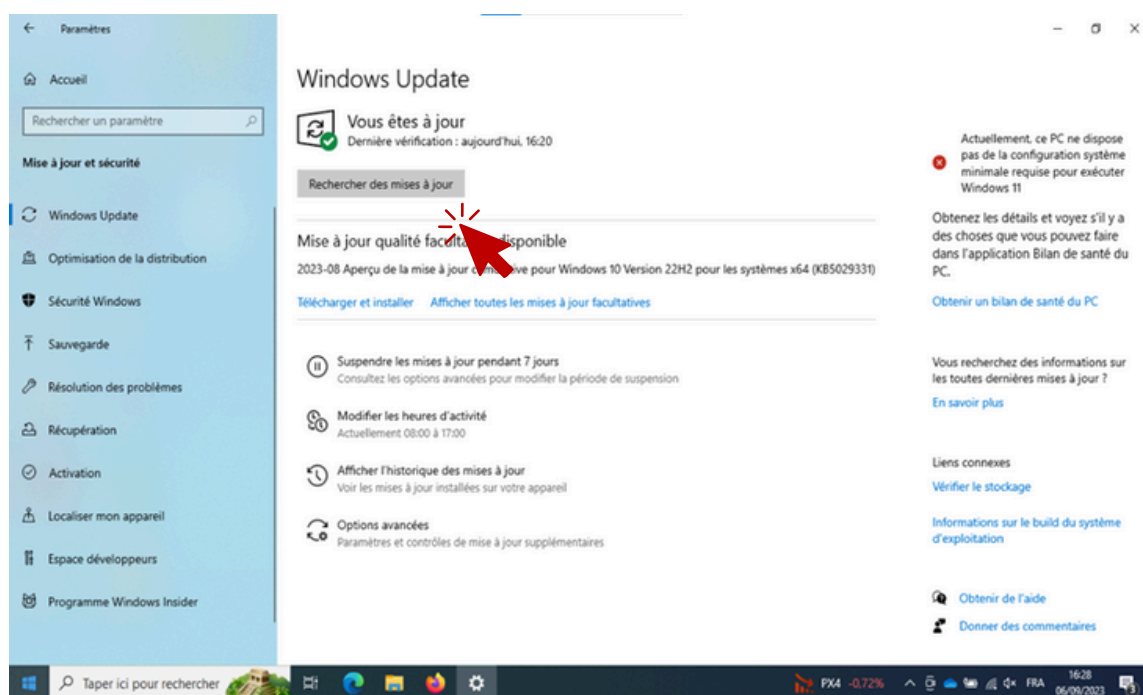 Paramètres
Accueil
Rechercher un paramètre
Mise à jour et sécurité
Windows Update
Optimisation de la distribution
Sécurité Windows
Sauvegarde
Résolution des problèmes
Récupération
Activation
Localiser mon appareil
Espace développeurs
Programme Windows Insider
Windows Update
Vous êtes à jour
Dernière vérification : aujourd'hui, 16:20
Rechercher des mises à jour
Mise à jour qualité disponible
2023-08 Aperçu de la mise à jour pour Windows 10 Version 22H2 pour les systèmes x64 (KB5029331)
Télécharger et installer Afficher toutes les mises à jour facultatives
Suspendre les mises à jour pendant 7 jours
Consultez les options avancées pour modifier la période de suspension
Modifier les heures d'activité
Actuellement 08:00 à 17:00
Afficher l'historique des mises à jour
Voir les mises à jour installées sur votre appareil
Options avancées
Paramètres et contrôles de mise à jour supplémentaires
Actuellement, ce PC ne dispose
pas de la configuration système
minimale requise pour exécuter
Windows 11
Obtenez les détails et voyez s'il y a
des choses que vous pouvez faire
dans l'application Bilan de santé du
PC.
Obtenir un bilan de santé du PC
Vous recherchez des informations sur
les toutes dernières mises à jour ?
En savoir plus
Liens connexes
Vérifier le stockage
Informations sur le build du système
d'exploitation
Obtenir de l'aide
Donner des commentaires
Taper ici pour rechercher
PX4 -0,72%
FRA
16:28
06/09/2023